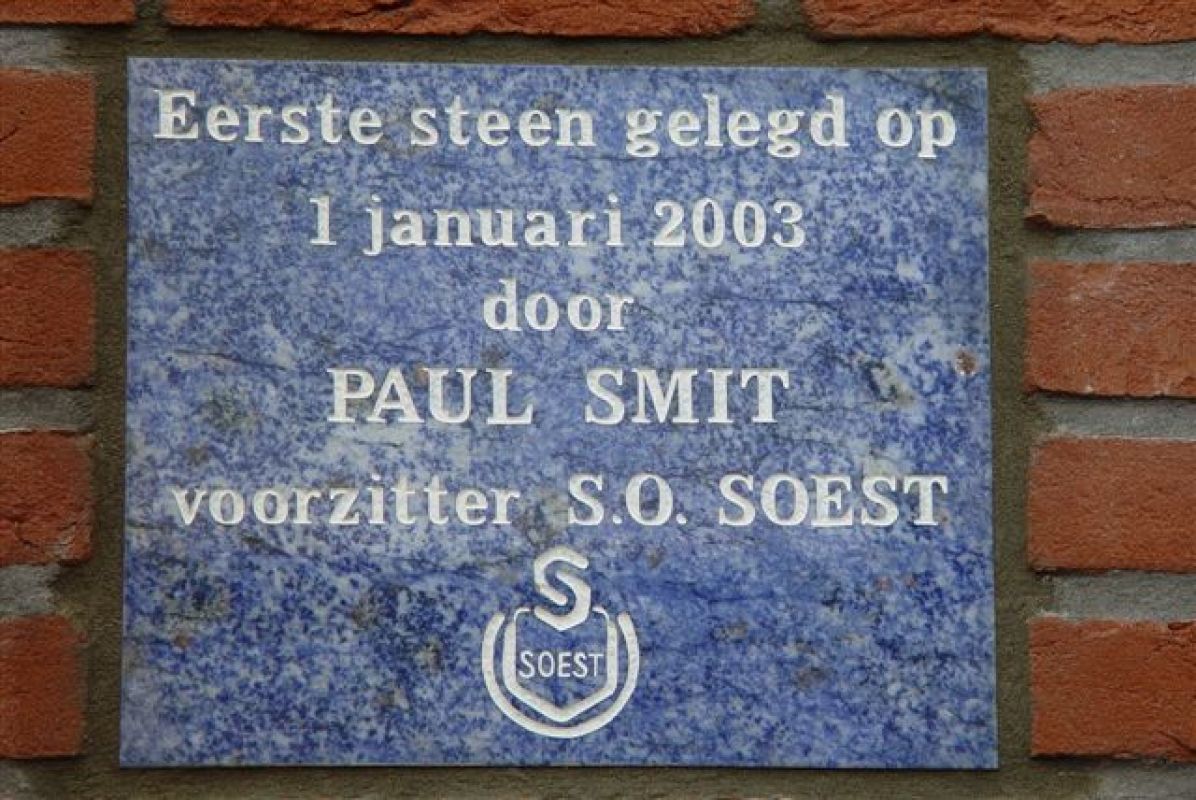 Eerste steen gelegd op
1 januari 2003
door
PAUL SMIT
voorzitter S.O. SOEST
S
SOEST